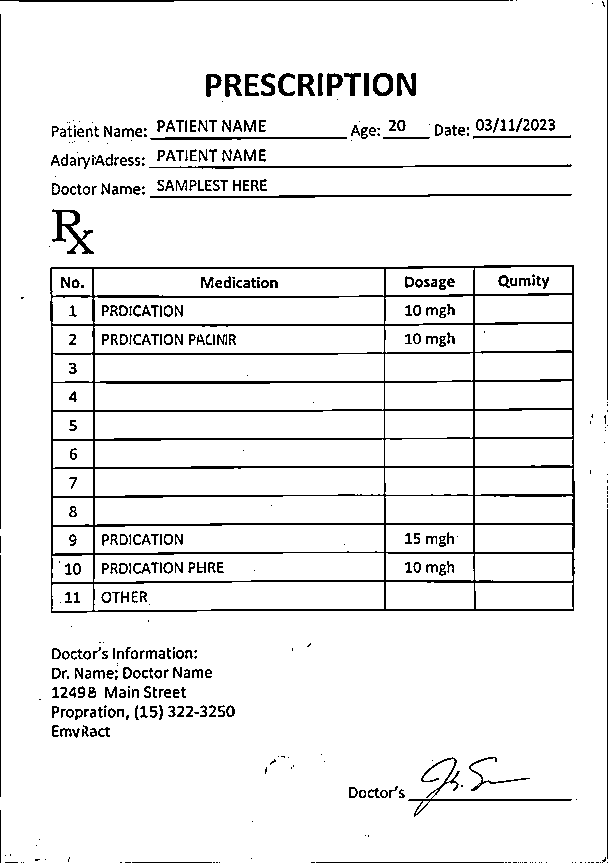 PRESCRIPTION
Patient Name: PATIENT NAME Age: 20 Date: 03/11/2023
AdaryiAdress: PATIENT NAME
Doctor Name: SAMPLEST HERE
Rx
No. Medication Dosage Qumity
1 PRDICATION 10 mgh
2 PRDICATION PACINIR 10 mgh
3
4
5
6
7
8
9 PRDICATION 15 mgh
10 PRDICATION PURE 10 mgh
11 OTHER
Doctor's Information:
Dr. Name; Doctor Name
12498 Main Street
Propration, (15) 322-3250
EmviRact
Doctor's